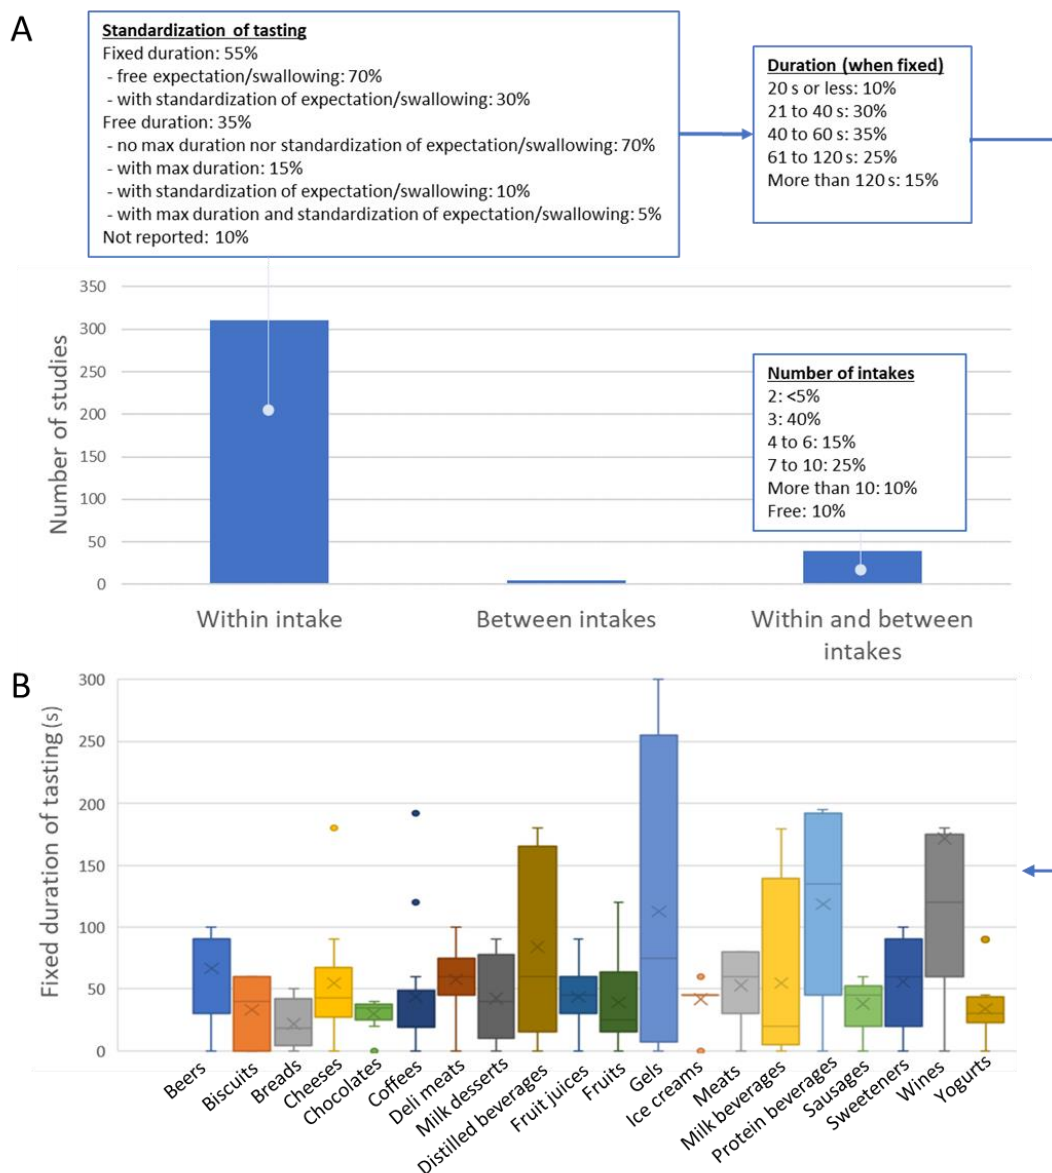 A
Standardization of tasting
Fixed duration: 55%
- free expectation/swallowing: 70%
- with standardization of expectation/swallowing: 30%
Free duration: 35%
- no max duration nor standardization of expectation/swallowing: 70%
- with max duration: 15%
- with standardization of expectation/swallowing: 10%
- with max duration and standardization of expectation/swallowing: 5%
Not reported: 10%
Duration (when fixed)
20 s or less: 10%
21 to 40 s: 30%
40 to 60 s: 35%
61 to 120 s: 25%
More than 120 s: 15%
Number of studies
350
300
250
200
150
100
50
0
Number of intakes
2: <5%
3: 40%
4 to 6: 15%
7 to 10: 25%
More than 10: 10%
Free: 10%
Within intake
Between intakes
Within and between
intakes
B
Fixed duration of tasting (s)
300
250
200
150
100
50
0
Beers
Biscuits
Breads
Cheeses
Chocolates
Coffees
Deli meats
Milk desserts
Distilled beverages
Fruit juices
Fruits
Gels
Ice creams
Meats
Milk beverages
Protein beverages
Sausages
Sweeteners
Wines
Yogurts